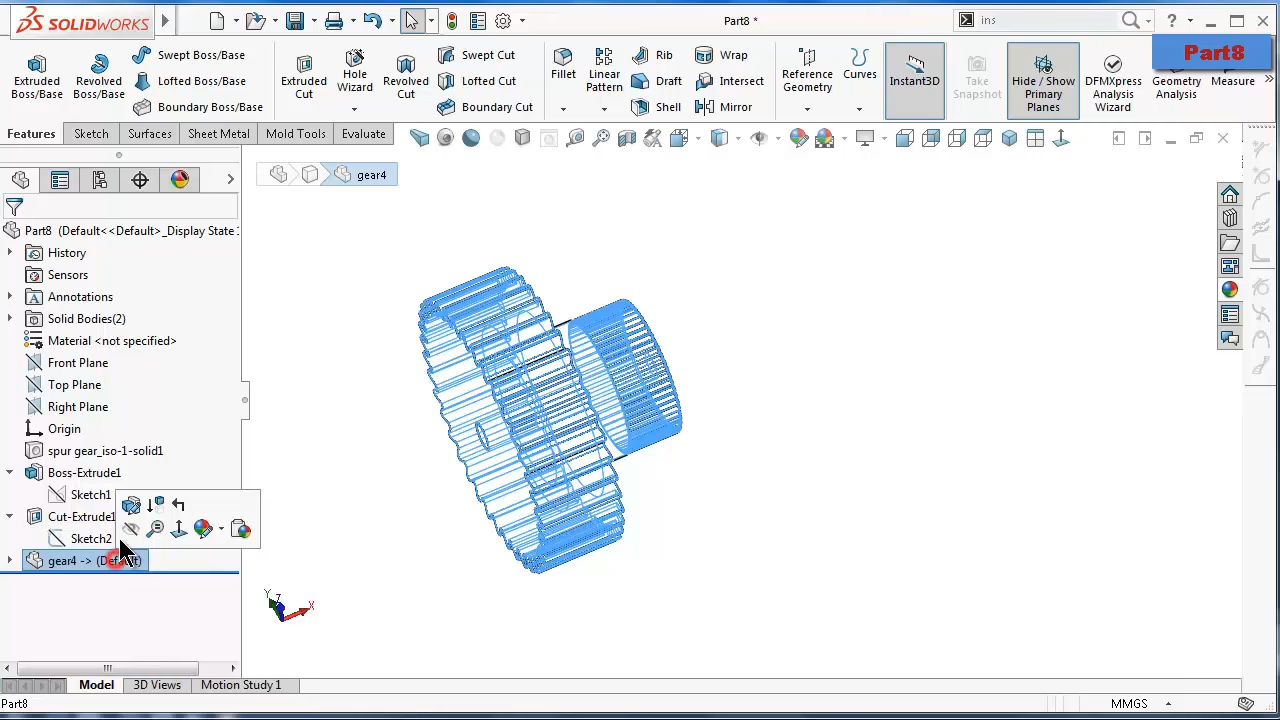 SOLIDWORKS
Part8 *
ins
Part8
Extruded Boss/Base
Revolved Boss/Base
Swept Boss/Base
Lofted Boss/Base
Boundary Boss/Base
Extruded Cut
Hole Wizard
Revolved Cut
Swept Cut
Lofted Cut
Boundary Cut
Fillet
Linear Pattern
Rib
Draft
Shell
Wrap
Intersect
Mirror
Reference Geometry
Curves
Instant3D
Take Snapshot
Hide / Show Primary Planes
DFMXpress Analysis Wizard
Geometry Analysis
Measure
Features
Sketch
Surfaces
Sheet Metal
Mold Tools
Evaluate
gear4
Part8 (Default<<Default>_Display State
History
Sensors
Annotations
Solid Bodies(2)
Material <not specified>
Front Plane
Top Plane
Right Plane
Origin
spur gear_iso-1-solid1
Boss-Extrude1
Sketch1
Cut-Extrude1
Sketch2
gear4 -> (Default)
Y
Z
X
Model
3D Views
Motion Study 1
Part8
MMGS